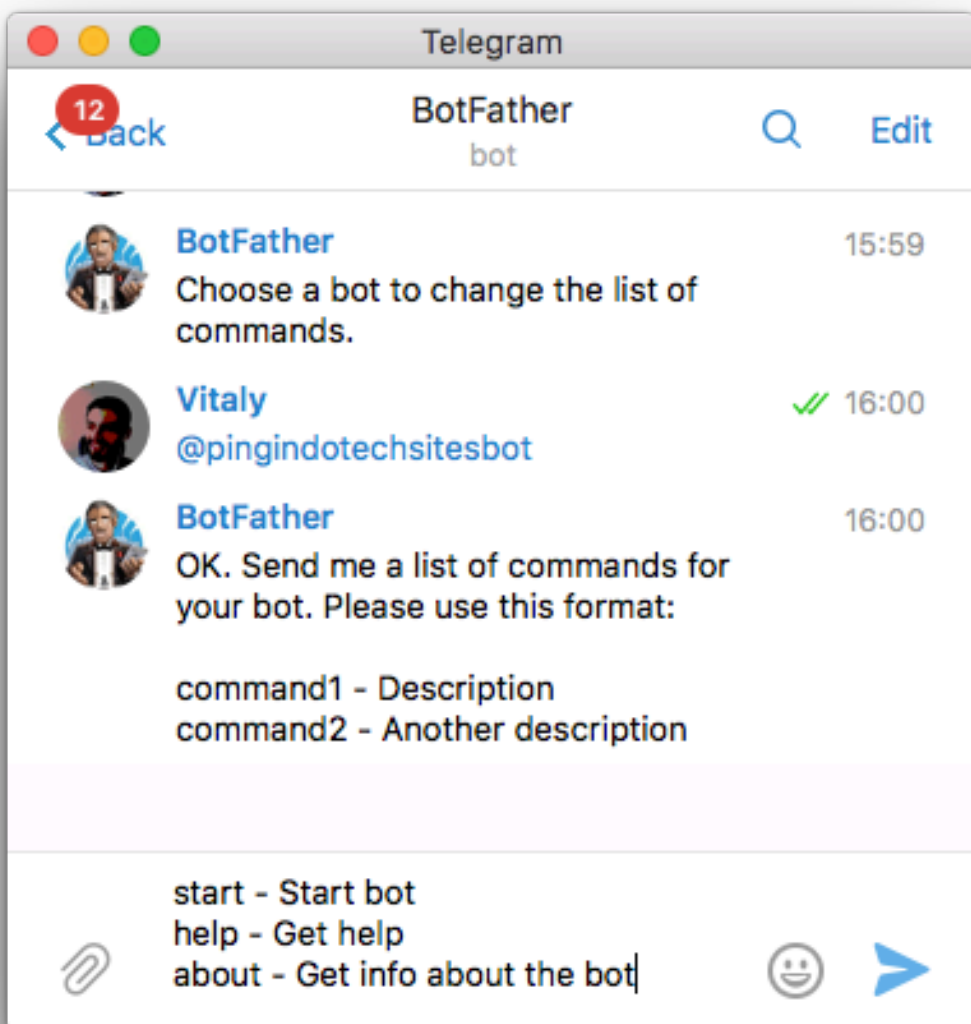 Telegram
12
Back
BotFather
bot
Edit
BotFather
15:59
Choose a bot to change the list of
commands.
Vitaly
16:00
@pingindotechsitesbot
BotFather
16:00
OK. Send me a list of commands for
your bot. Please use this format:
command1 - Description
command2 - Another description
start - Start bot
help - Get help
about - Get info about the bot